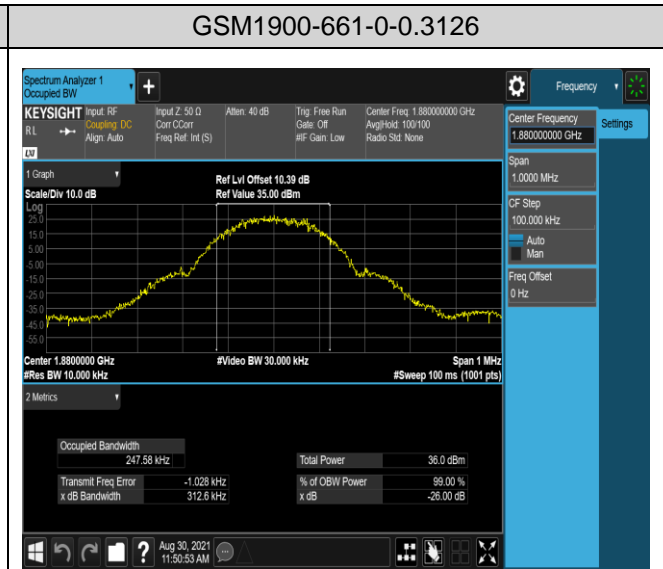 GSM1900-661-0-0.3126
Spectrum Analyzer 1
Occupied BW
+
Frequency
KEYSIGHT
RL
LXI
Input: RF
Coupling: DC
Align: Auto
Input Z: 50 Ω
Corr CCorr
Freq Ref: Int (S)
Atten: 40 dB
Trig: Free Run
Gate: Off
#IF Gain: Low
Center Freq: 1.880000000 GHz
Avg|Hold: 100/100
Radio Std: None
Center Frequency
1.880000000 GHz
Settings
Span
1.0000 MHz
CF Step
100.000 kHz
Auto
Man
Freq Offset
0 Hz
1 Graph
Scale/Div 10.0 dB
Ref Lvl Offset 10.39 dB
Ref Value 35.00 dBm
Log
25.0
15.0
5.00
-5.00
-15.0
-25.0
-35.0
-45.0
-55.0
Center 1.8800000 GHz
#Video BW 30.000 kHz
Span 1 MHz
#Res BW 10.000 kHz
#Sweep 100 ms (1001 pts)
2 Metrics
Occupied Bandwidth
247.58 kHz
Total Power 36.0 dBm
Transmit Freq Error -1.028 kHz
% of OBW Power 99.00 %
x dB Bandwidth 312.6 kHz
x dB -26.00 dB
?
Aug 30, 2021
11:50:53 AM